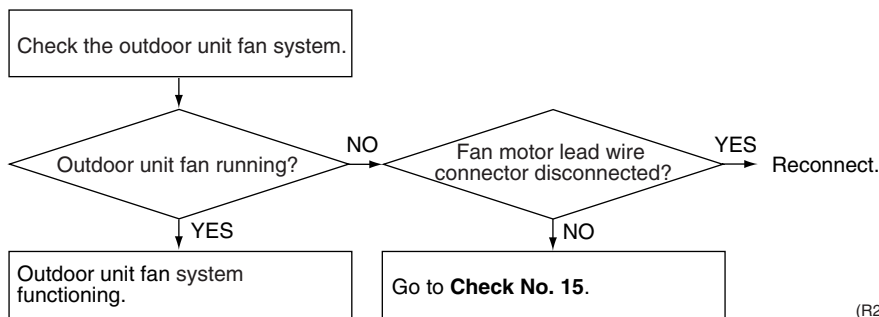 Check the outdoor unit fan system.
Outdoor unit fan running?
NO
Fan motor lead wire
connector disconnected?
YES
Reconnect.
YES
NO
Outdoor unit fan system
functioning.
Go to Check No. 15.
(R2